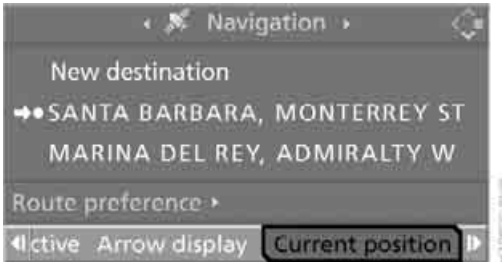 Navigation
New destination
SANTA BARBARA, MONTERREY ST
MARINA DEL REY, ADMIRALTY W
Route preference
ctive Arrow display Current position